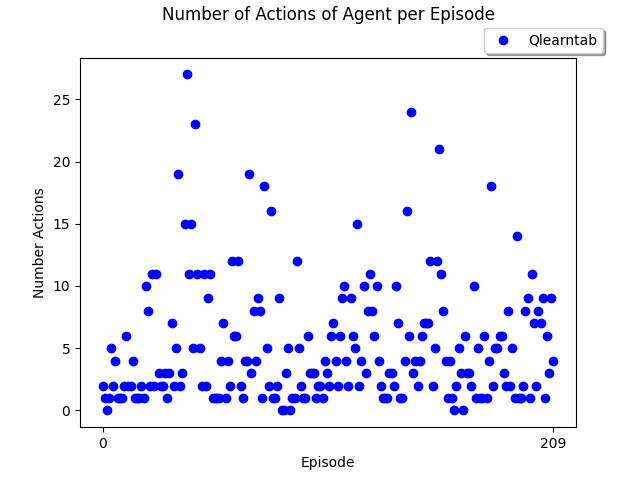 Number of Actions of Agent per Episode
Qlearntab
25
20
15
10
5
0
Number Actions
0
209
Episode